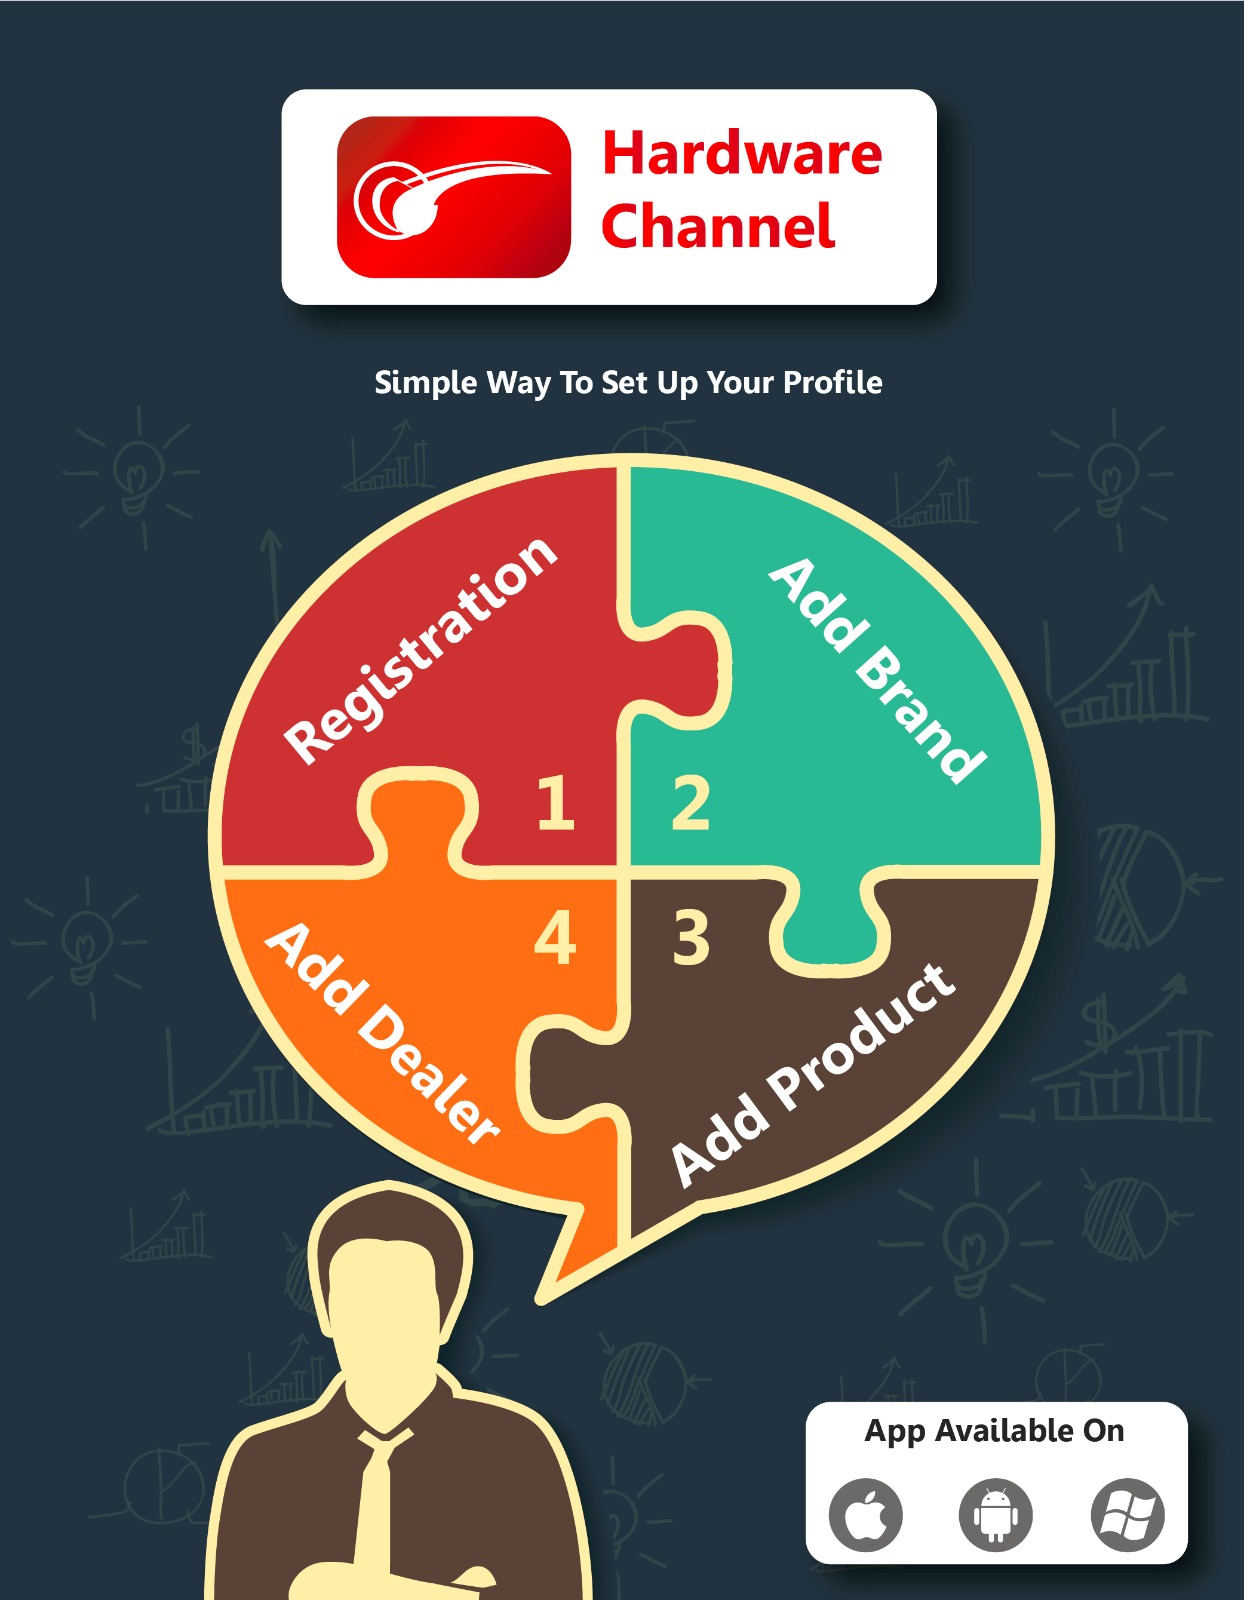 Hardware
Channel
Simple Way To Set Up Your Profile
Registration
1
Add Brand
2
Add Product
3
Add Dealer
4
App Available On